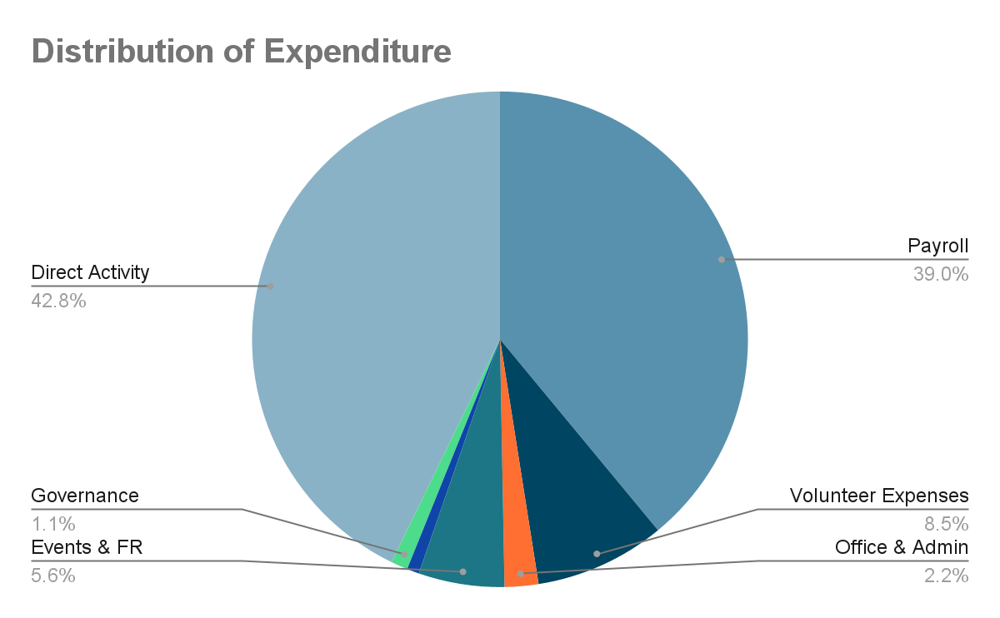 Distribution of Expenditure
Payroll
39.0%
Direct Activity
42.8%
Governance
1.1%
Events & FR
5.6%
Volunteer Expenses
8.5%
Office & Admin
2.2%